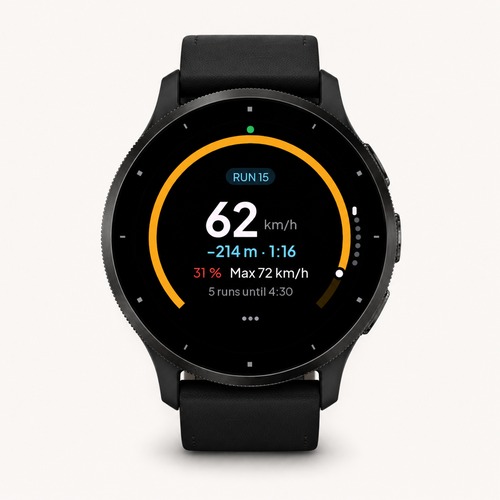 RUN 15
62 km/h
−214 m · 1:16
31 % Max 72 km/h
5 runs until 4:30